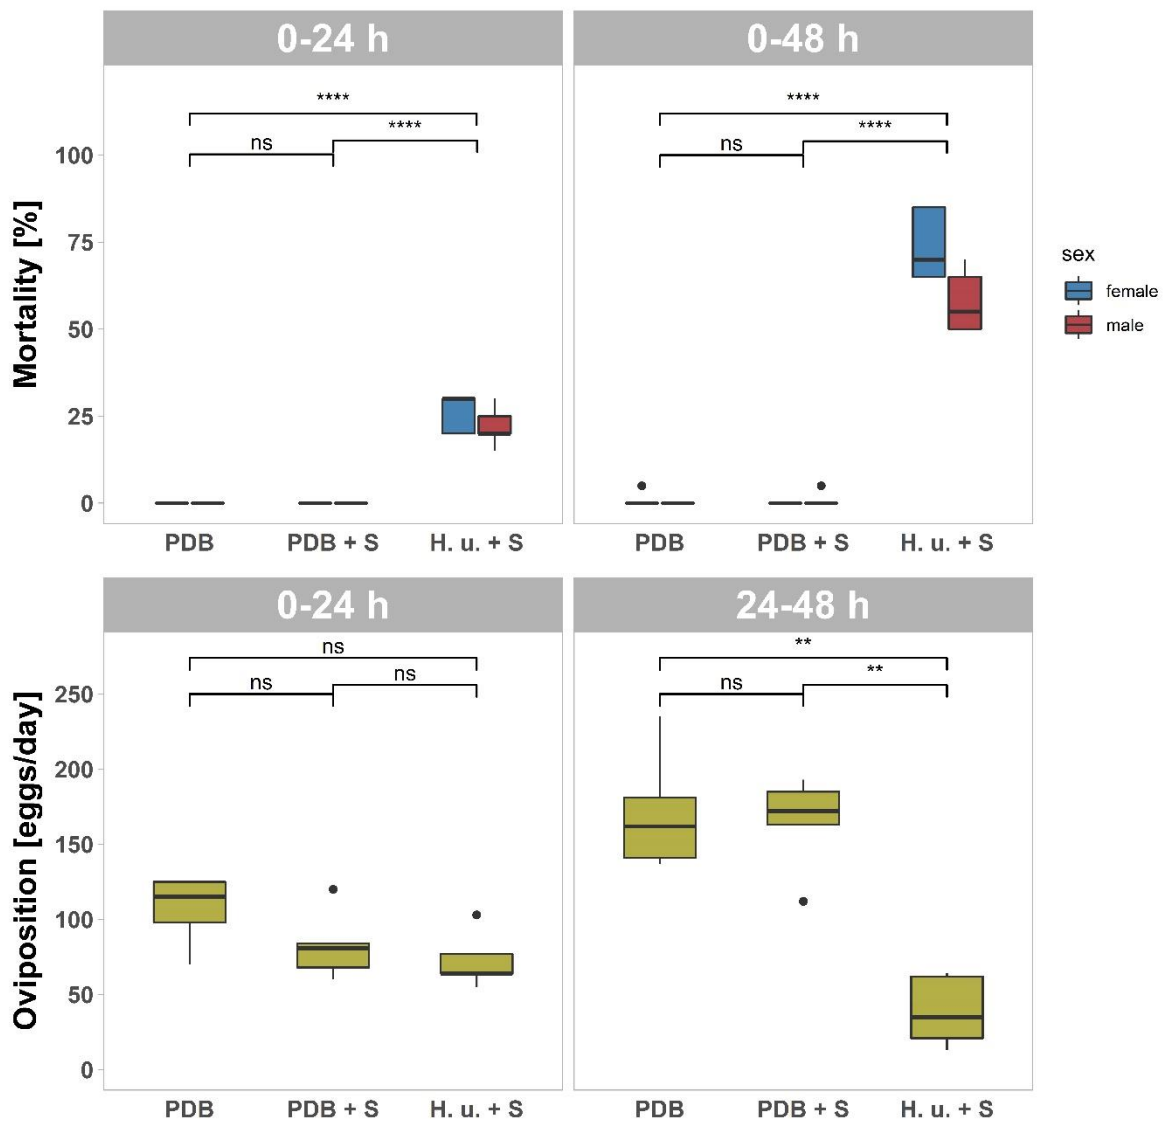 0-24 h
0-48 h
**** ****
ns **** ns ****
Mortality [%]
100
75
50
25
0
sex
female
male
PDB PDB + S H. u. + S PDB PDB + S H. u. + S
0-24 h
24-48 h
ns **
ns ns ns **
Oviposition [eggs/day]
250
200
150
100
50
0
PDB PDB + S H. u. + S PDB PDB + S H. u. + S